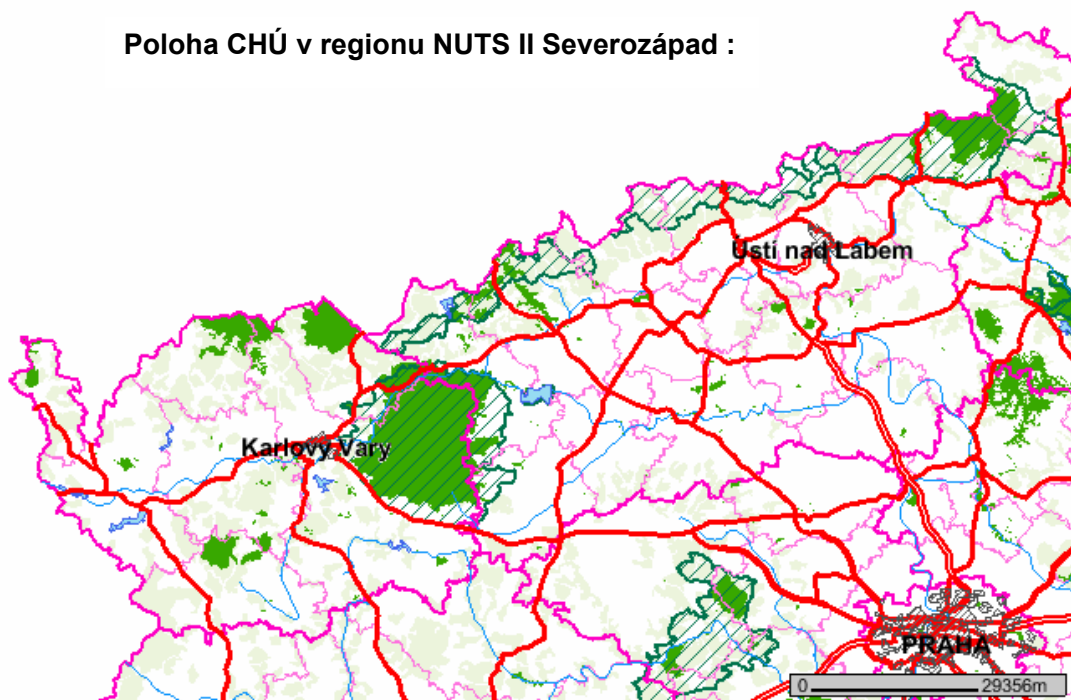 Poloha CHÚ v regionu NUTS II Severozápad :
Ústí nad Labem
Karlovy Vary
PRAHA
0 29356m